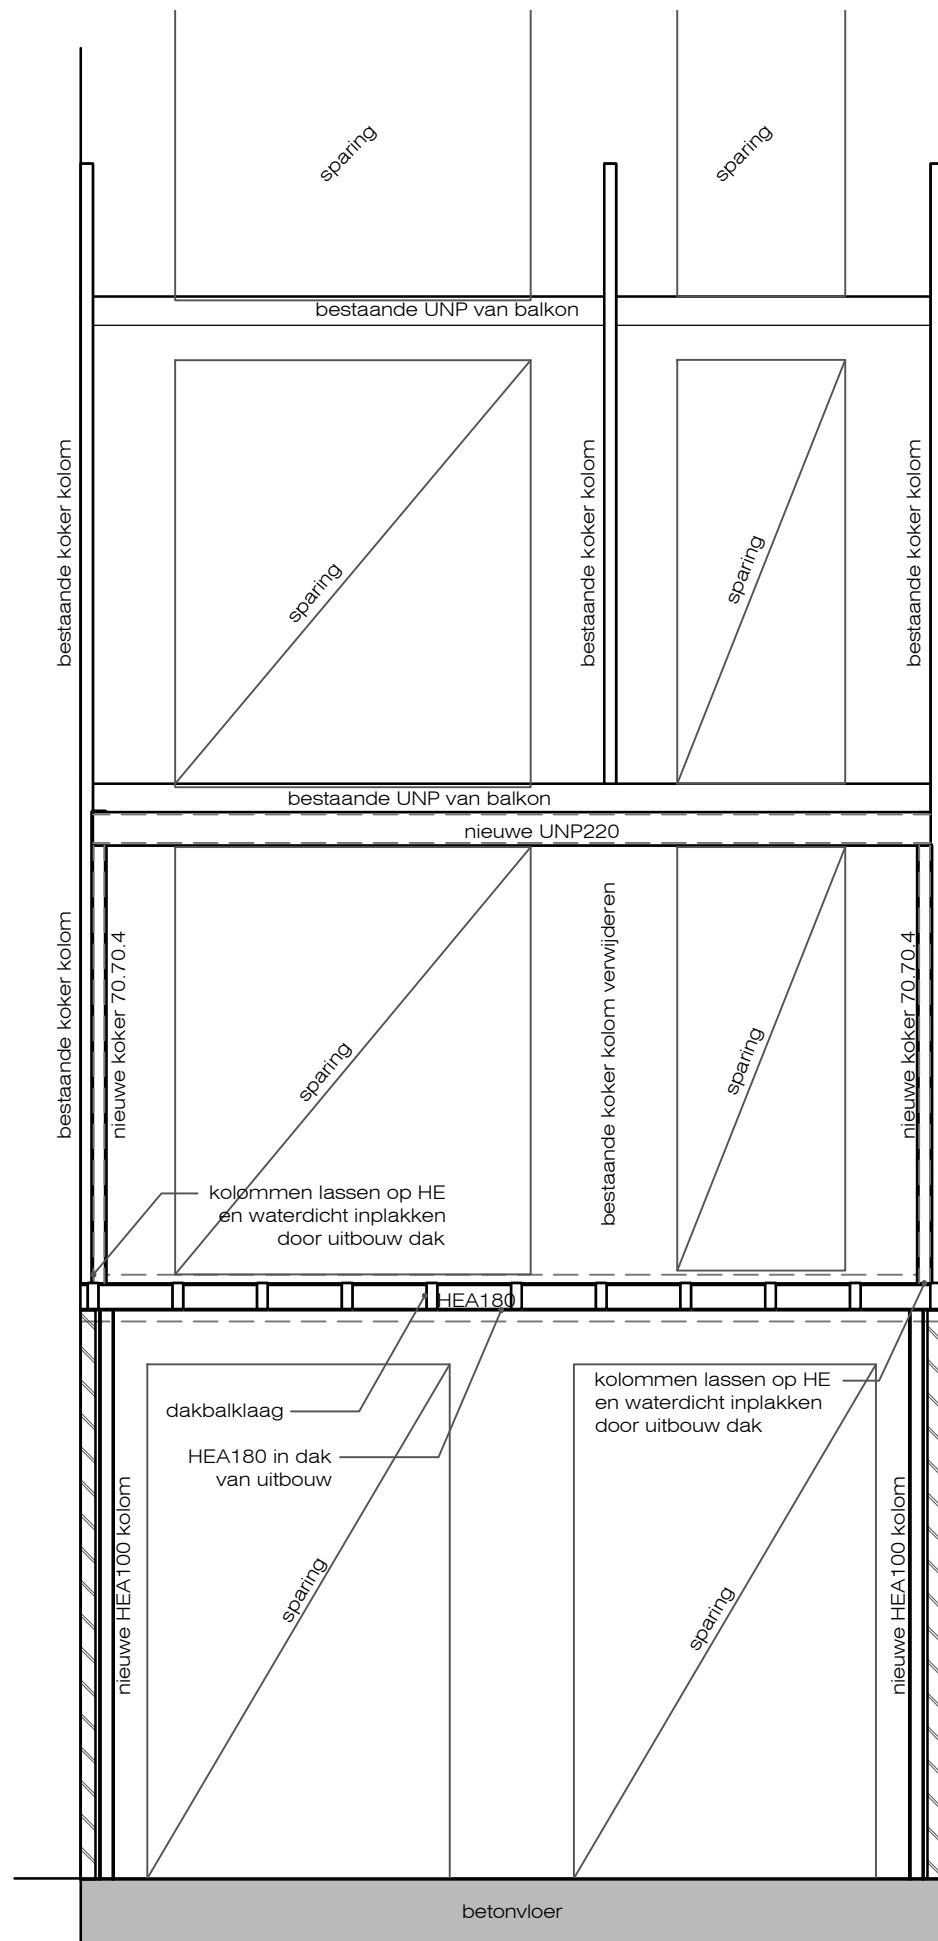 sparing
sparing
bestaande UNP van balkon
bestaande koker kolom
bestaande koker kolom
bestaande koker kolom
sparing
sparing
bestaande UNP van balkon
nieuwe UNP220
bestaande koker kolom
nieuwe koker 70.70.4
sparing
bestaande koker kolom verwijderen
sparing
nieuwe koker 70.70.4
kolommen lassen op HE
en waterdicht inplakken
door uitbouw dak
HEA180
kolommen lassen op HE
en waterdicht inplakken
door uitbouw dak
dakbalklaag
HEA180 in dak
van uitbouw
nieuwe HEA100 kolom
sparing
sparing
nieuwe HEA100 kolom
betonvloer